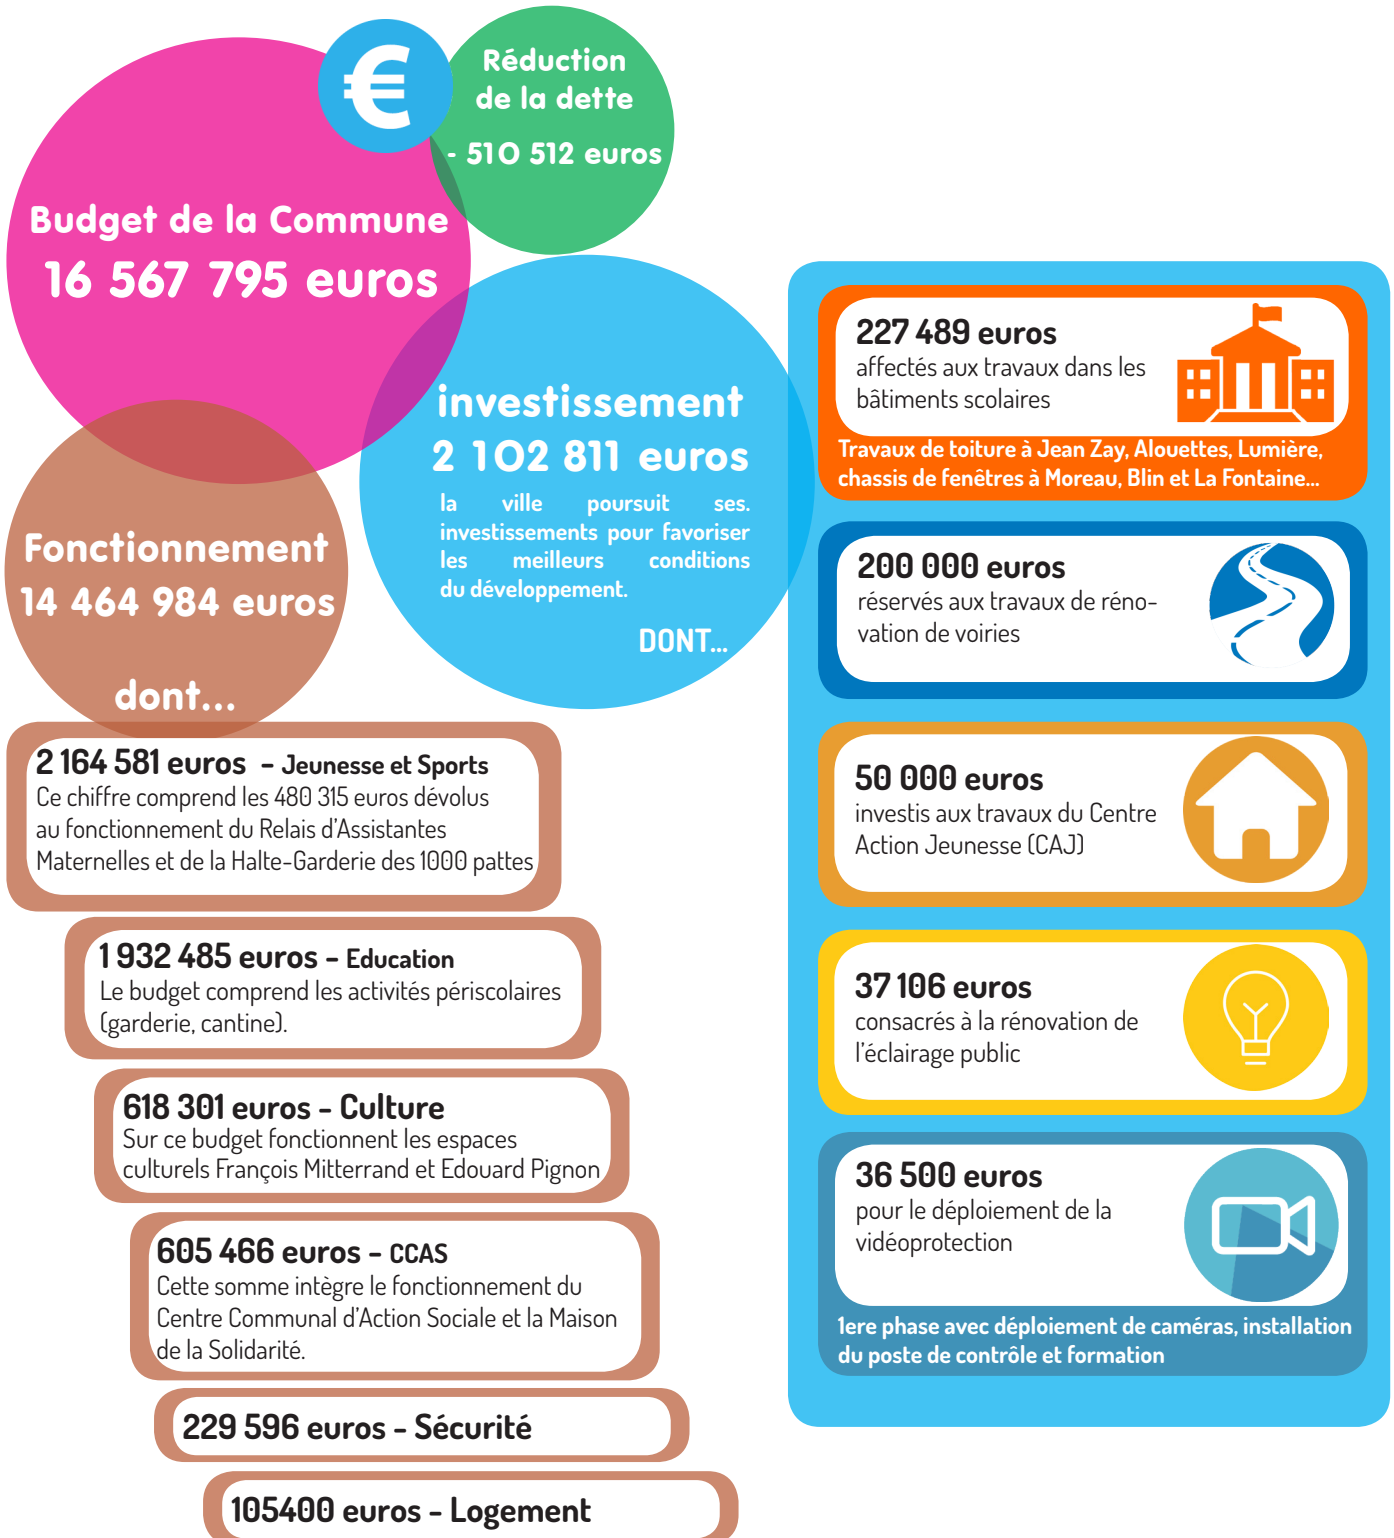 €
Réduction
de la dette
- 510 512 euros
Budget de la Commune
16 567 795 euros
investissement
2 102 811 euros
la ville poursuit ses.
investissements pour favoriser
les meilleurs conditions
du développement.
DONT...
Fonctionnement
14 464 984 euros
dont...
2 164 581 euros – Jeunesse et Sports
Ce chiffre comprend les 480 315 euros dévolus
au fonctionnement du Relais d'Assistantes
Maternelles et de la Halte-Garderie des 1000 pattes
1 932 485 euros – Education
Le budget comprend les activités périscolaires
(garderie, cantine).
618 301 euros – Culture
Sur ce budget fonctionnent les espaces
culturels François Mitterrand et Edouard Pignon
605 466 euros – CCAS
Cette somme intègre le fonctionnement du
Centre Communal d'Action Sociale et la Maison
de la Solidarité.
229 596 euros – Sécurité
105400 euros – Logement
227 489 euros
affectés aux travaux dans les
bâtiments scolaires
Travaux de toiture à Jean Zay, Alouettes, Lumière,
chassis de fenêtres à Moreau, Blin et La Fontaine...
200 000 euros
réservés aux travaux de réno-
vation de voiries
50 000 euros
investis aux travaux du Centre
Action Jeunesse (CAJ)
37 106 euros
consacrés à la rénovation de
l'éclairage public
36 500 euros
pour le déploiement de la
vidéoprotection
1ere phase avec déploiement de caméras, installation
du poste de contrôle et formation